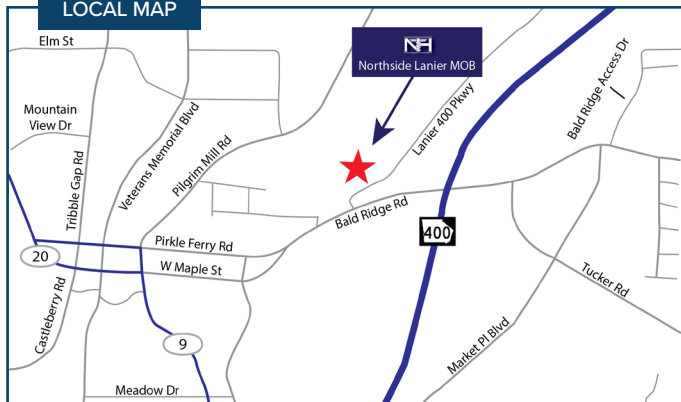 LOCAL MAP
Elm St
NH
Northside Lanier MOB
Bald Ridge Access Dr
Mountain
View Dr
Veterans Memorial Blvd
Pilgrim Mill Rd
Lanier 400 Pkwy
Tribble Gap Rd
Bald Ridge Rd
400
Pirkle Ferry Rd
20
W Maple St
Tucker Rd
Castleberry Rd
9
Market Pl Blvd
Meadow Dr